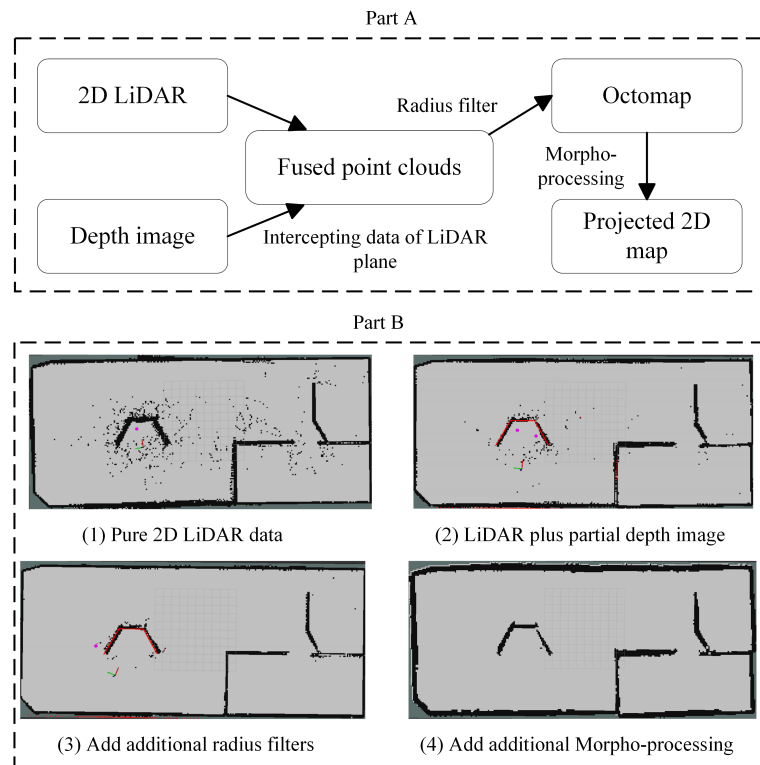 Part A
2D LiDAR
Octomap
Radius filter
Fused point clouds
Morpho-
processing
Depth image
Intercepting data of LiDAR
plane
Projected 2D
map
Part B
(1) Pure 2D LiDAR data
(2) LiDAR plus partial depth image
(3) Add additional radius filters
(4) Add additional Morpho-processing